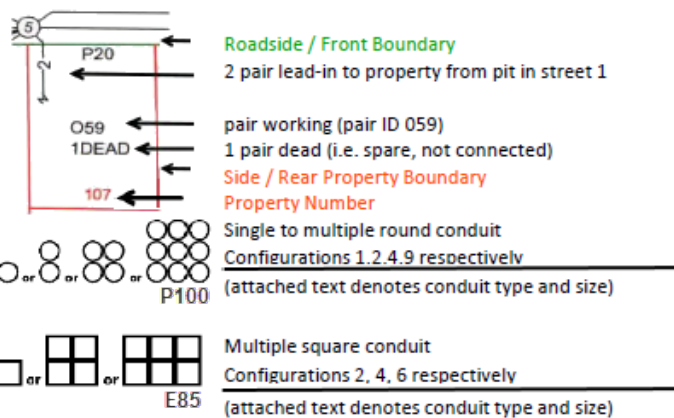 5
P20
Roadside / Front Boundary
2
2 pair lead-in to property from pit in street 1
O59
pair working (pair ID 059)
1DEAD
1 pair dead (i.e. spare, not connected)
Side / Rear Property Boundary
107
Property Number
Single to multiple round conduit
or or or
Configurations 1.2.4.9 respectively
P100
(attached text denotes conduit type and size)
Multiple square conduit
or or
Configurations 2, 4, 6 respectively
E85
(attached text denotes conduit type and size)